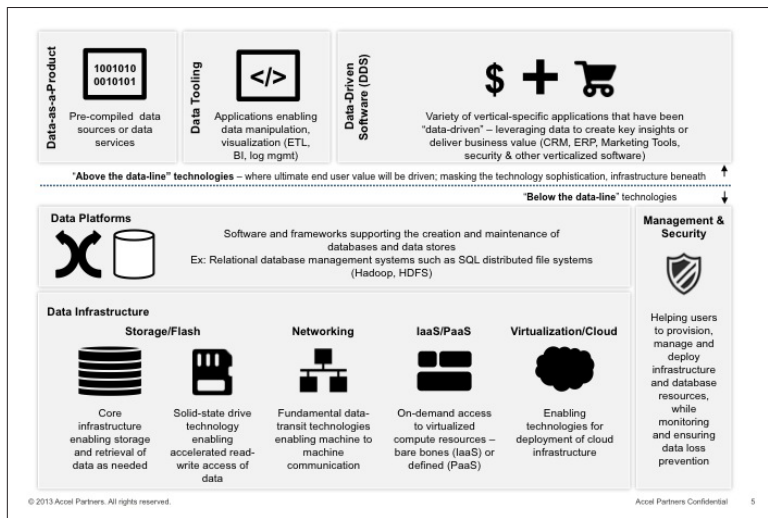 Data-as-a-Product
1001010
0010101
Pre-compiled data
sources or data
services
Data Tooling
</>
Applications enabling
data manipulation,
visualization (ETL,
BI, log mgmt)
Data-Driven
Software (DDS)
$ +
Variety of vertical-specific applications that have been
“data-driven” – leveraging data to create key insights or
deliver business value (CRM, ERP, Marketing Tools,
security & other verticalized software)
“Above the data-line” technologies – where ultimate end user value will be driven; masking the technology sophistication, infrastructure beneath
“Below the data-line” technologies
Data Platforms
Software and frameworks supporting the creation and maintenance of
databases and data stores
Ex: Relational database management systems such as SQL distributed file systems
(Hadoop, HDFS)
Management &
Security
Helping users
to provision,
manage and
deploy
infrastructure
and database
resources,
while
monitoring
and ensuring
data loss
prevention
Data Infrastructure
Storage/Flash
Networking
IaaS/PaaS
Virtualization/Cloud
Core
infrastructure
enabling storage
and retrieval of
data as needed
Solid-state drive
technology
enabling
accelerated read-
write access of
data
Fundamental data-
transit technologies
enabling machine to
machine
communication
On-demand access
to virtualized
compute resources –
bare bones (IaaS) or
defined (PaaS)
Enabling
technologies for
deployment of cloud
infrastructure
© 2013 Accel Partners. All rights reserved.
Accel Partners Confidential
5